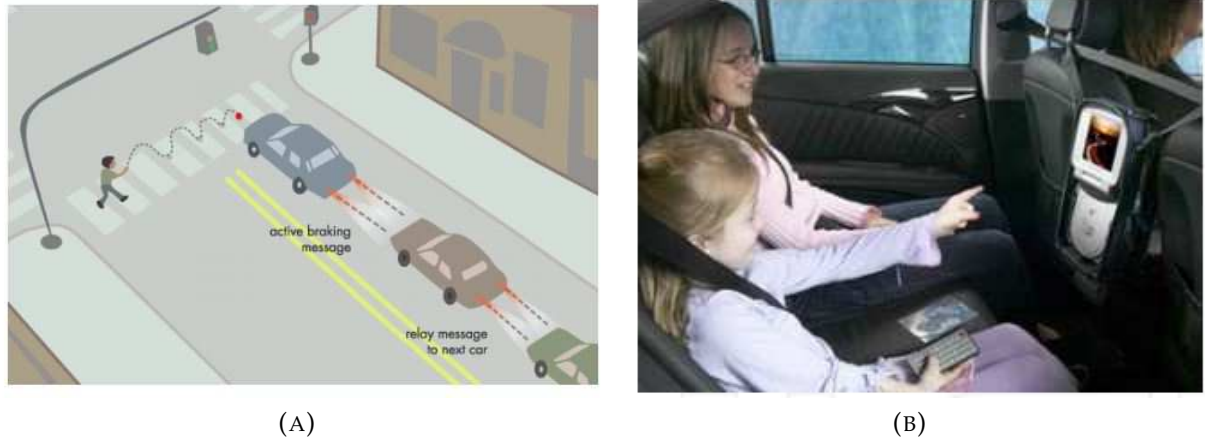 active braking
message
relay message
to next car
(A)
(B)